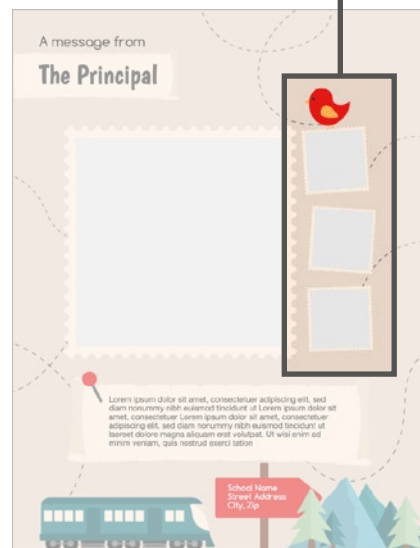 A message from
The Principal
Lorem ipsum dolor sit amet, consectetuer adipiscing elit, sed
diam nonummy nibh euismod tincidunt ut Lorem ipsum dolor sit
amet, consectetuer Lorem ipsum dolor sit amet, consectetuer
adipiscing elit, sed diam nonummy nibh euismod tincidunt ut
laoreet dolore magna aliquam erat volutpat. Ut wisi enim ad
minim veniam, quis nostrud exerci tation
School Name
Street Address
City, Zip